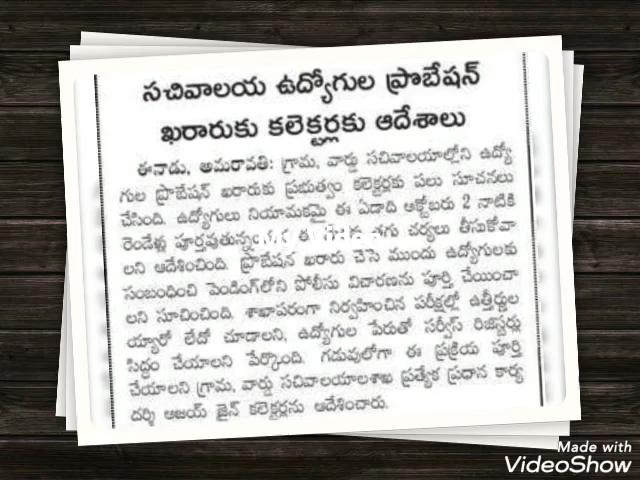 సచివాలయ ఉద్యోగుల ప్రొబేషన్
ఖరారుకు కలెక్టర్లకు ఆదేశాలు
ఈనాడు, అమరావతి: గ్రామ, వార్డు సచివాలయాల్లోని ఉద్యో
గుల ప్రొబేషన్ ఖరారుకు ప్రభుత్వం కలెక్టర్లకు పలు సూచనలు
చేసింది. ఉద్యోగులు నియామకమై ఈ ఏడాది అక్టోబరు 2 నాటికి
రెండేళ్లు పూర్తవుతున్న చర్యలు తీసుకోవా
My Video
లని ఆదేశించింది. ప్రొబేషన్ ఖరారు చేసే ముందు ఉద్యోగులకు
సంబంధించి పెండింగ్‌లోని పోలీసు విచారణను పూర్తి చేయించా
లని సూచించింది. శాఖాపరంగా నిర్వహించిన పరీక్షల్లో ఉత్తీర్ణుల
య్యారో లేదో చూడాలని, ఉద్యోగుల పేరుతో సర్వీస్ రిజిస్టర్లు
సిద్ధం చేయాలని పేర్కొంది. గడువులోగా ఈ ప్రక్రియ పూర్తి
చేయాలని గ్రామ, వార్డు సచివాలయాలశాఖ ప్రత్యేక ప్రధాన కార్య
దర్శి అజయ్ జైన్ కలెక్టర్లను ఆదేశించారు.
Made with
VideoShow